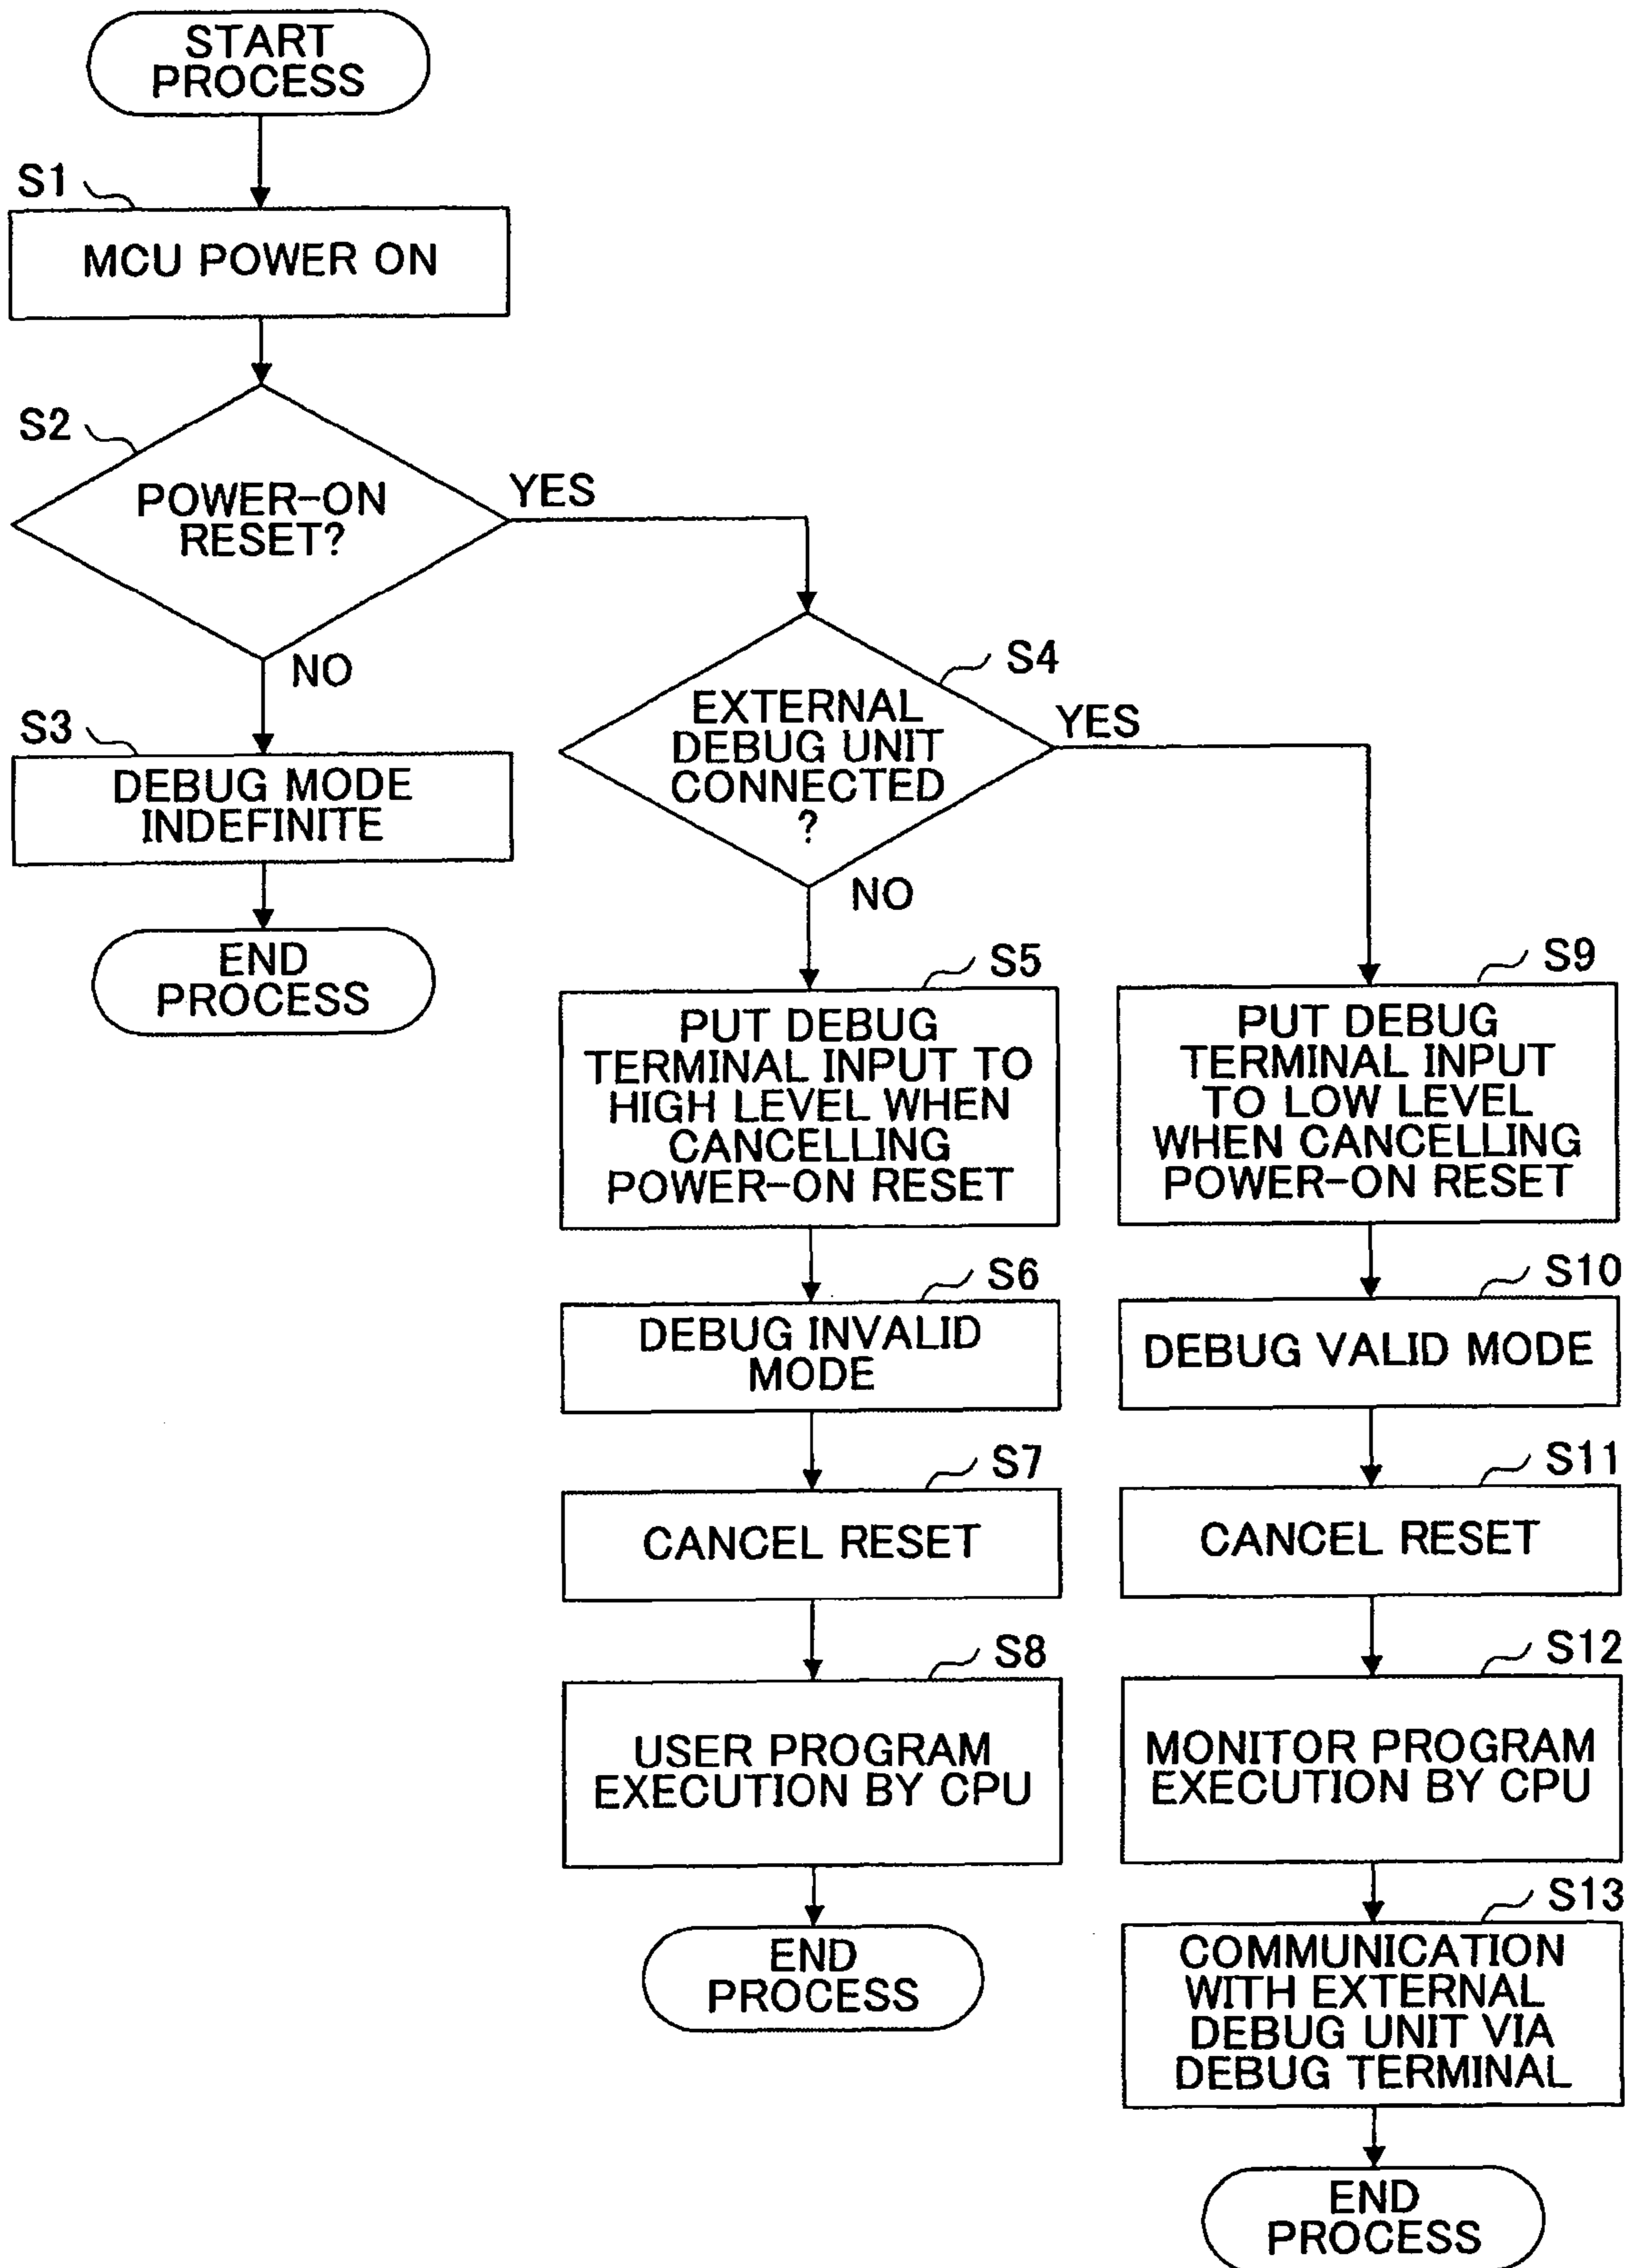 START
PROCESS
S1
MCU POWER ON
S2
POWER-ON
RESET?
YES
NO
S3
DEBUG MODE
INDEFINITE
END
PROCESS
S4
EXTERNAL
DEBUG UNIT
CONNECTED
?
YES
NO
S5
PUT DEBUG
TERMINAL INPUT TO
HIGH LEVEL WHEN
CANCELLING
POWER-ON RESET
S6
DEBUG INVALID
MODE
S7
CANCEL RESET
S8
USER PROGRAM
EXECUTION BY CPU
END
PROCESS
S9
PUT DEBUG
TERMINAL INPUT
TO LOW LEVEL
WHEN CANCELLING
POWER-ON RESET
S10
DEBUG VALID MODE
S11
CANCEL RESET
S12
MONITOR PROGRAM
EXECUTION BY CPU
S13
COMMUNICATION
WITH EXTERNAL
DEBUG UNIT VIA
DEBUG TERMINAL
END
PROCESS